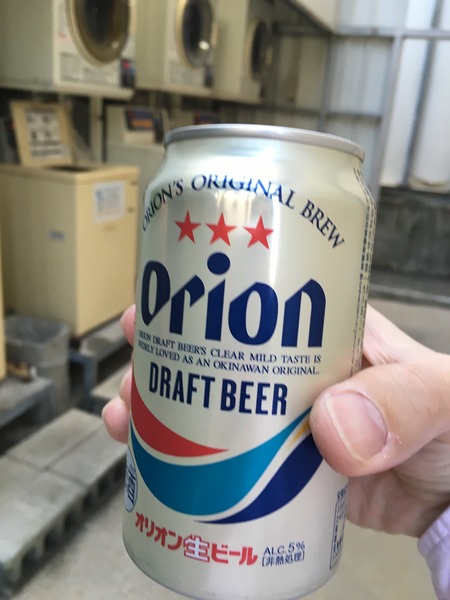 ORION'S ORIGINAL BREW
Orion
ORION DRAFT BEER'S CLEAR MILD TASTE IS
WIDELY LOVED AS AN OKINAWAN ORIGINAL.
DRAFT BEER
オリオン生ビール
ALC.5%
[非熱処理]